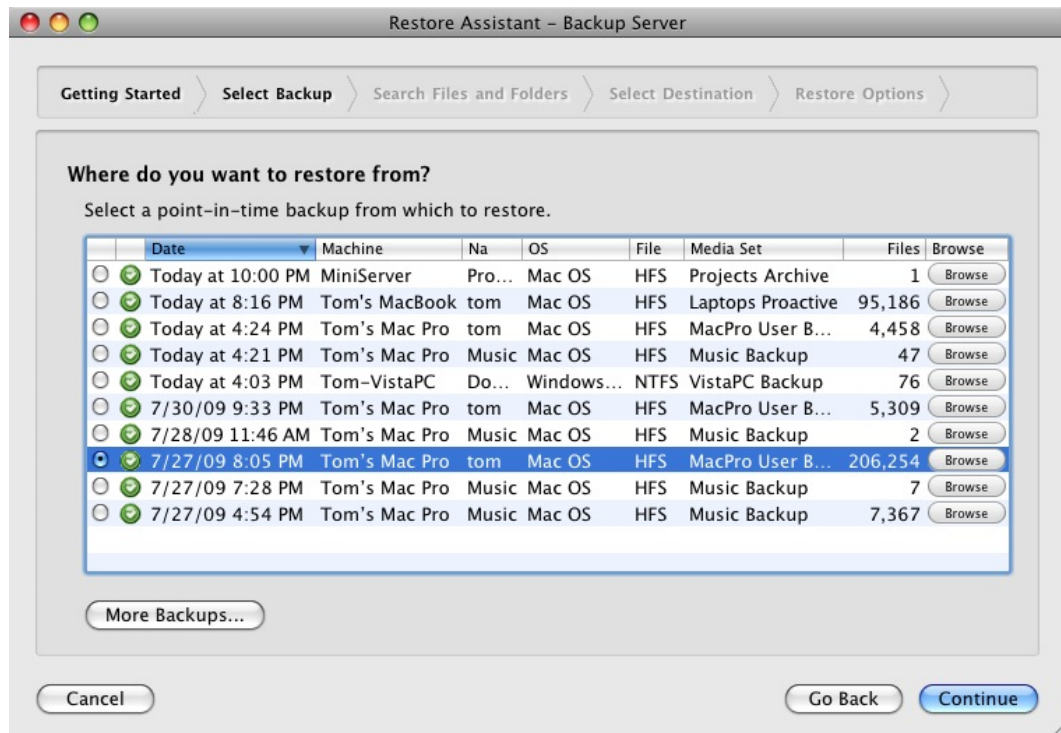 Restore Assistant – Backup Server
Getting Started Select Backup Search Files and Folders Select Destination Restore Options
Where do you want to restore from?
Select a point-in-time backup from which to restore.
Date Machine Na OS File Media Set Files Browse
Today at 10:00 PM MiniServer Pro... Mac OS HFS Projects Archive 1 Browse
Today at 8:16 PM Tom's MacBook tom Mac OS HFS Laptops Proactive 95,186 Browse
Today at 4:24 PM Tom's Mac Pro tom Mac OS HFS MacPro User B... 4,458 Browse
Today at 4:21 PM Tom's Mac Pro Music Mac OS HFS Music Backup 47 Browse
Today at 4:03 PM Tom-VistaPC Do... Windows... NTFS VistaPC Backup 76 Browse
7/30/09 9:33 PM Tom's Mac Pro tom Mac OS HFS MacPro User B... 5,309 Browse
7/28/09 11:46 AM Tom's Mac Pro Music Mac OS HFS Music Backup 2 Browse
7/27/09 8:05 PM Tom's Mac Pro tom Mac OS HFS MacPro User B... 206,254 Browse
7/27/09 7:28 PM Tom's Mac Pro Music Mac OS HFS Music Backup 7 Browse
7/27/09 4:54 PM Tom's Mac Pro Music Mac OS HFS Music Backup 7,367 Browse
More Backups...
Cancel Go Back Continue